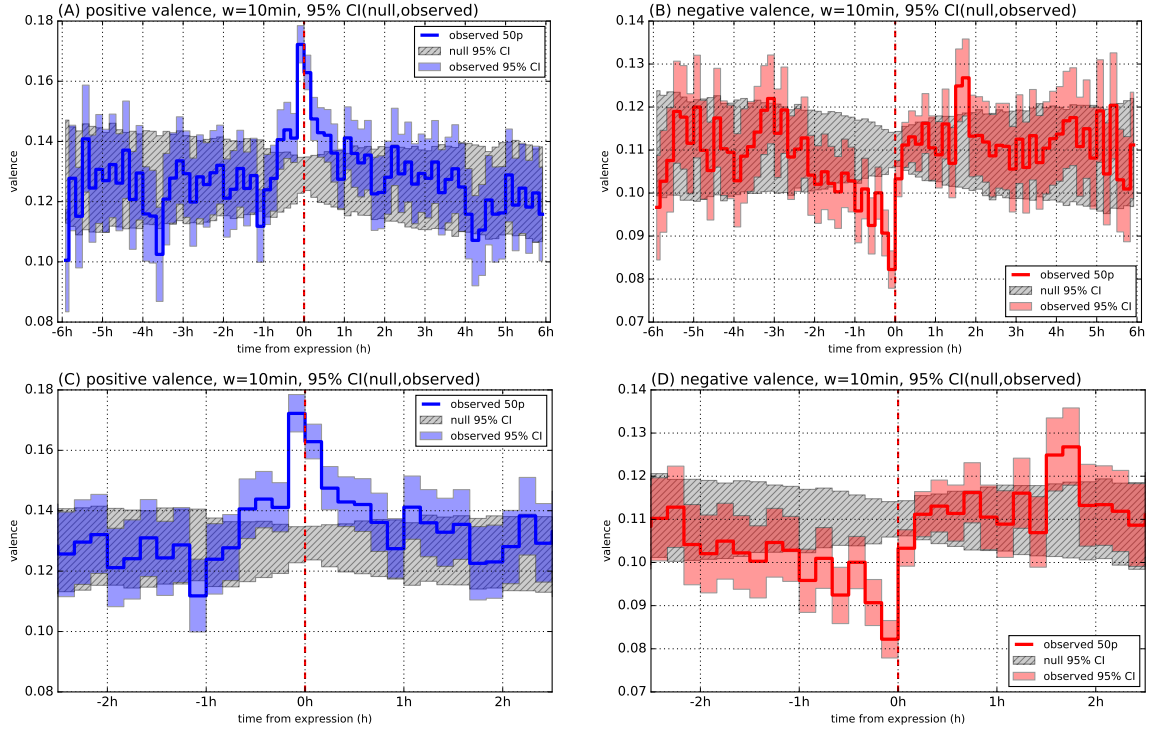 (A) positive valence, w=10min, 95% CI(null,observed)
0.18
0.16
0.14
0.12
0.10
0.08
valence
observed 50p
null 95% CI
observed 95% CI
-6h -5h -4h -3h -2h -1h 0h 1h 2h 3h 4h 5h 6h
time from expression (h)
(B) negative valence, w=10min, 95% CI(null,observed)
0.14
0.13
0.12
0.11
0.10
0.09
0.08
0.07
valence
observed 50p
null 95% CI
observed 95% CI
-6h -5h -4h -3h -2h -1h 0h 1h 2h 3h 4h 5h 6h
time from expression (h)
(C) positive valence, w=10min, 95% CI(null,observed)
0.18
0.16
0.14
0.12
0.10
0.08
valence
observed 50p
null 95% CI
observed 95% CI
-2h -1h 0h 1h 2h
time from expression (h)
(D) negative valence, w=10min, 95% CI(null,observed)
0.14
0.13
0.12
0.11
0.10
0.09
0.08
0.07
valence
observed 50p
null 95% CI
observed 95% CI
-2h -1h 0h 1h 2h
time from expression (h)